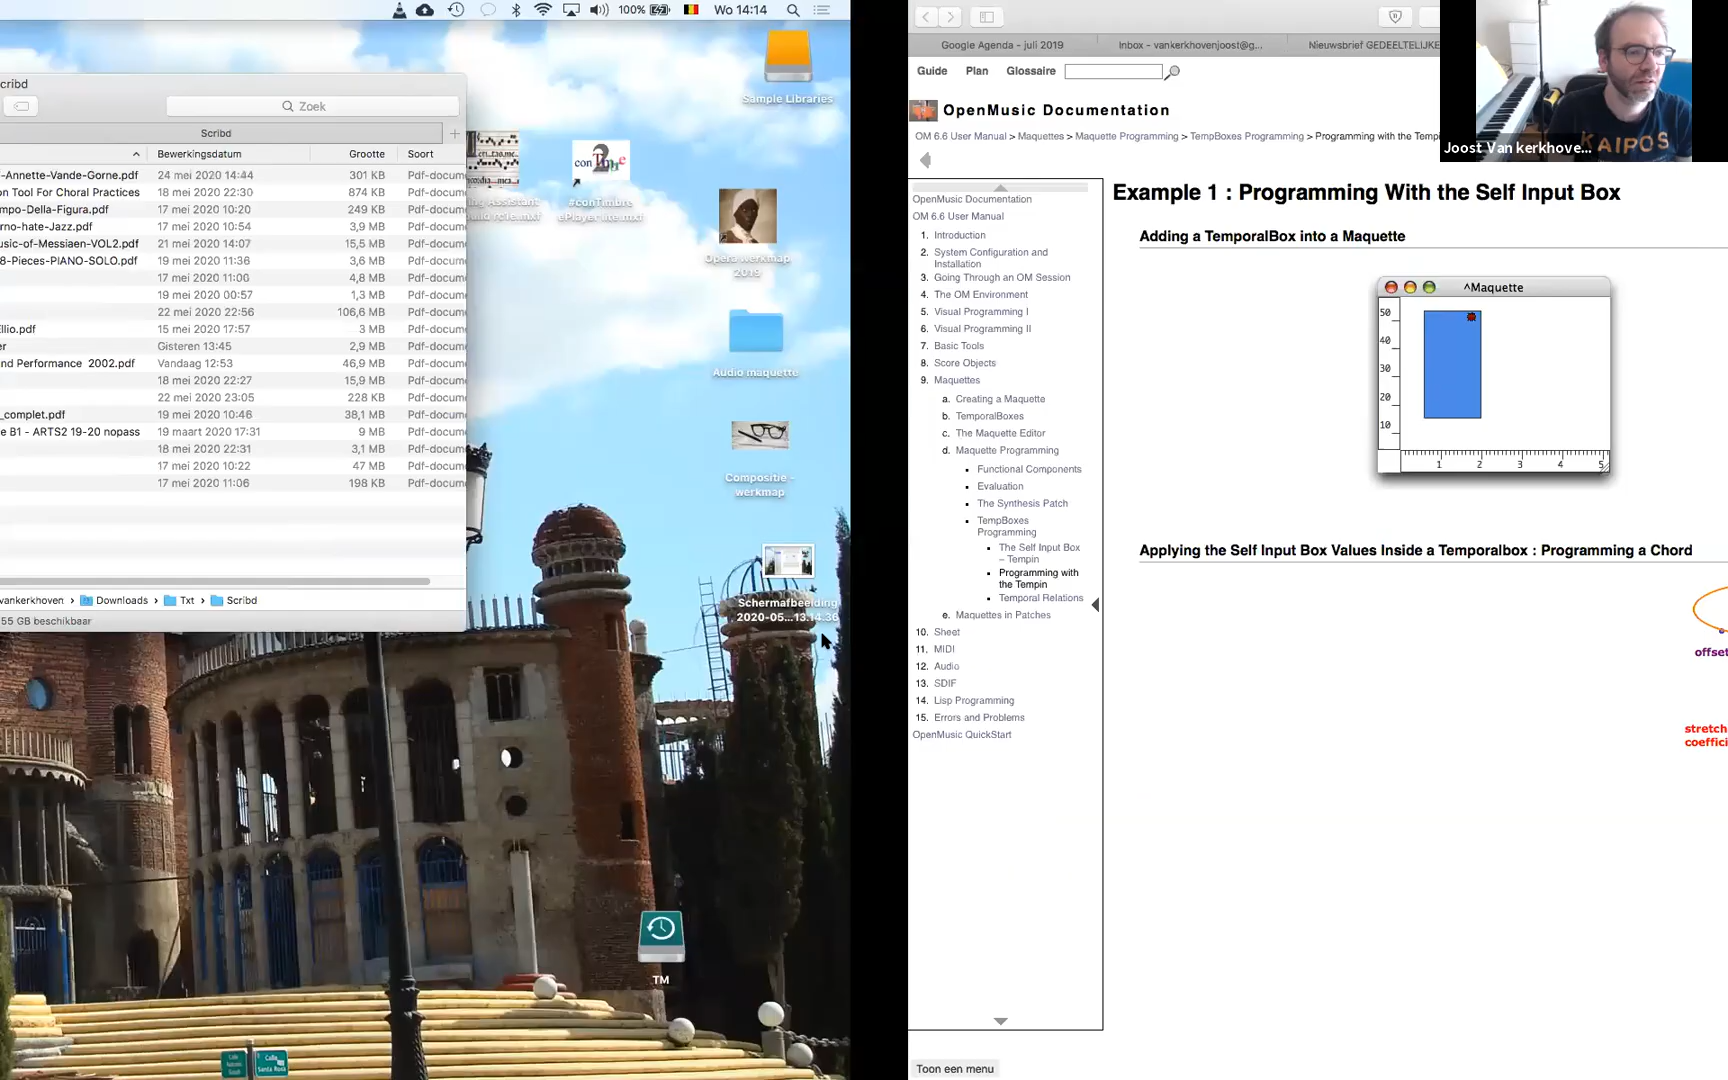 100%
Wo 14:14
cribd
Zoek
Scribd
Bewerkingsdatum Grootte Soort
-Annette-Vande-Gorne.pdf 24 mei 2020 14:44 301 KB Pdf-docum
on Tool For Choral Practices 18 mei 2020 22:30 874 KB Pdf-docum
mpo-Della-Figura.pdf 17 mei 2020 10:20 249 KB Pdf-docum
rno-hate-Jazz.pdf 17 mei 2020 10:54 3,9 MB Pdf-docum
usic-of-Messiaen-VOL2.pdf 21 mei 2020 14:07 15,5 MB Pdf-docum
8-Pieces-PIANO-SOLO.pdf 19 mei 2020 11:36 3,6 MB Pdf-docum
17 mei 2020 11:00 4,8 MB Pdf-docum
19 mei 2020 00:57 1,3 MB Pdf-docum
22 mei 2020 22:56 106,6 MB Pdf-docum
llio.pdf 15 mei 2020 17:57 3 MB Pdf-docum
er Gisteren 13:45 2,9 MB Pdf-docum
nd Performance 2002.pdf Vandaag 12:53 46,9 MB Pdf-docum
18 mei 2020 22:27 15,9 MB Pdf-docum
22 mei 2020 23:05 228 KB Pdf-docum
_complet.pdf 19 mei 2020 10:46 38,1 MB Pdf-docum
e B1 - ARTS2 19-20 nopass 19 maart 2020 17:31 9 MB Pdf-docum
18 mei 2020 22:31 3,1 MB Pdf-docum
17 mei 2020 10:22 47 MB Pdf-docum
17 mei 2020 11:06 198 KB Pdf-docum
vankerkhoven > Downloads > Txt > Scribd
55 GB beschikbaar
Sample Libraries
#conTimbre
ePlayer lite.mxf
Opera werkmap
2019
Audio maquette
Compositie -
werkmap
Schermafbeelding
2020-05...13.14.36
TM
Google Agenda - juli 2019
Inbox - vankerkhovenjoost@g...
Nieuwsbrief GEDEELTELIJKE
Guide Plan Glossaire
OpenMusic Documentation
OM 6.6 User Manual > Maquettes > Maquette Programming > TempBoxes Programming > Programming with the Tempi
KAIPOS
Joost Van kerkhove...
OpenMusic Documentation
OM 6.6 User Manual
1. Introduction
2. System Configuration and
Installation
3. Going Through an OM Session
4. The OM Environment
5. Visual Programming I
6. Visual Programming II
7. Basic Tools
8. Score Objects
9. Maquettes
a. Creating a Maquette
b. TemporalBoxes
c. The Maquette Editor
d. Maquette Programming
Functional Components
Evaluation
The Synthesis Patch
TempBoxes
Programming
The Self Input Box
– Tempin
Programming with
the Tempin
Temporal Relations
e. Maquettes in Patches
10. Sheet
11. MIDI
12. Audio
13. SDIF
14. Lisp Programming
15. Errors and Problems
OpenMusic QuickStart
Example 1 : Programming With the Self Input Box
Adding a TemporalBox into a Maquette
^Maquette
50
40
30
20
10
1 2 3 4 5
Applying the Self Input Box Values Inside a Temporalbox : Programming a Chord
offset
stretch
coeffici
Toon een menu